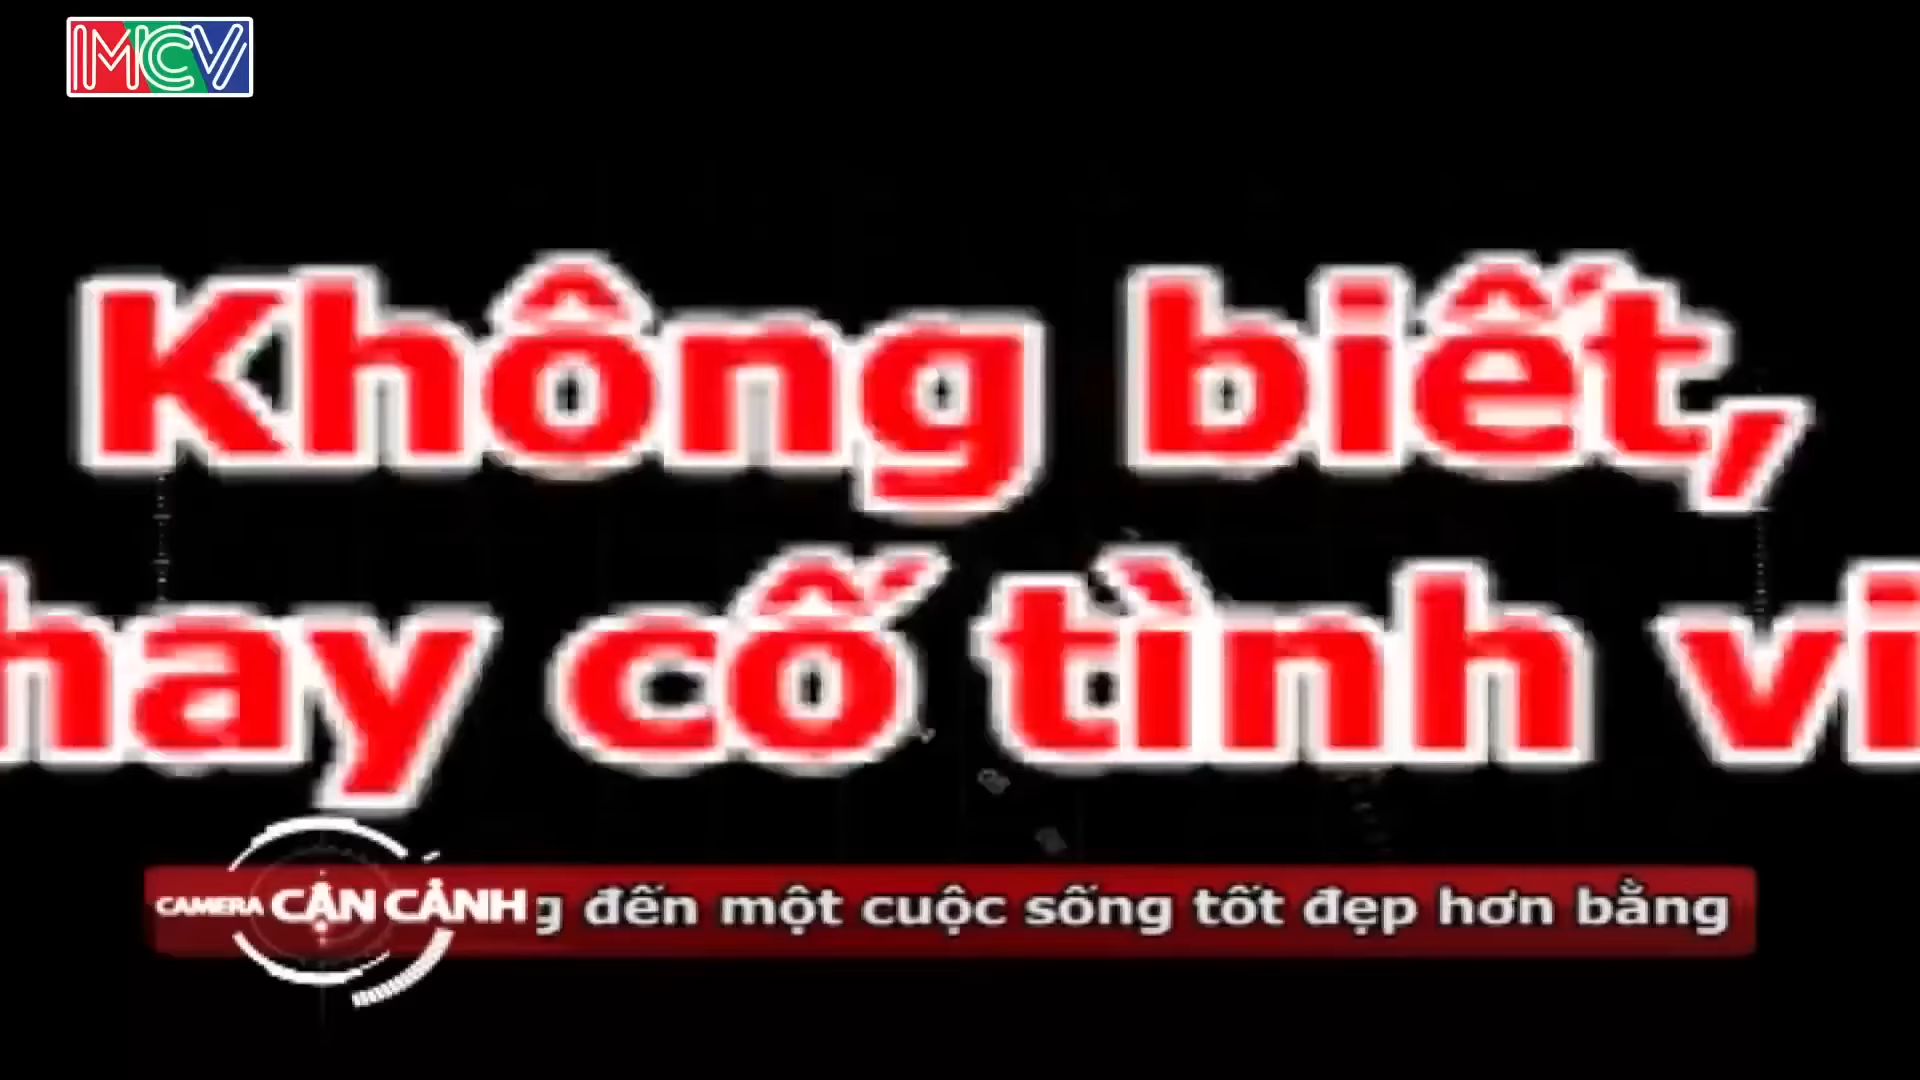 MCV
Không biết,
hay cố tình vi
CAMERA CẬN CẢNH
g đến một cuộc sống tốt đẹp hơn bằng